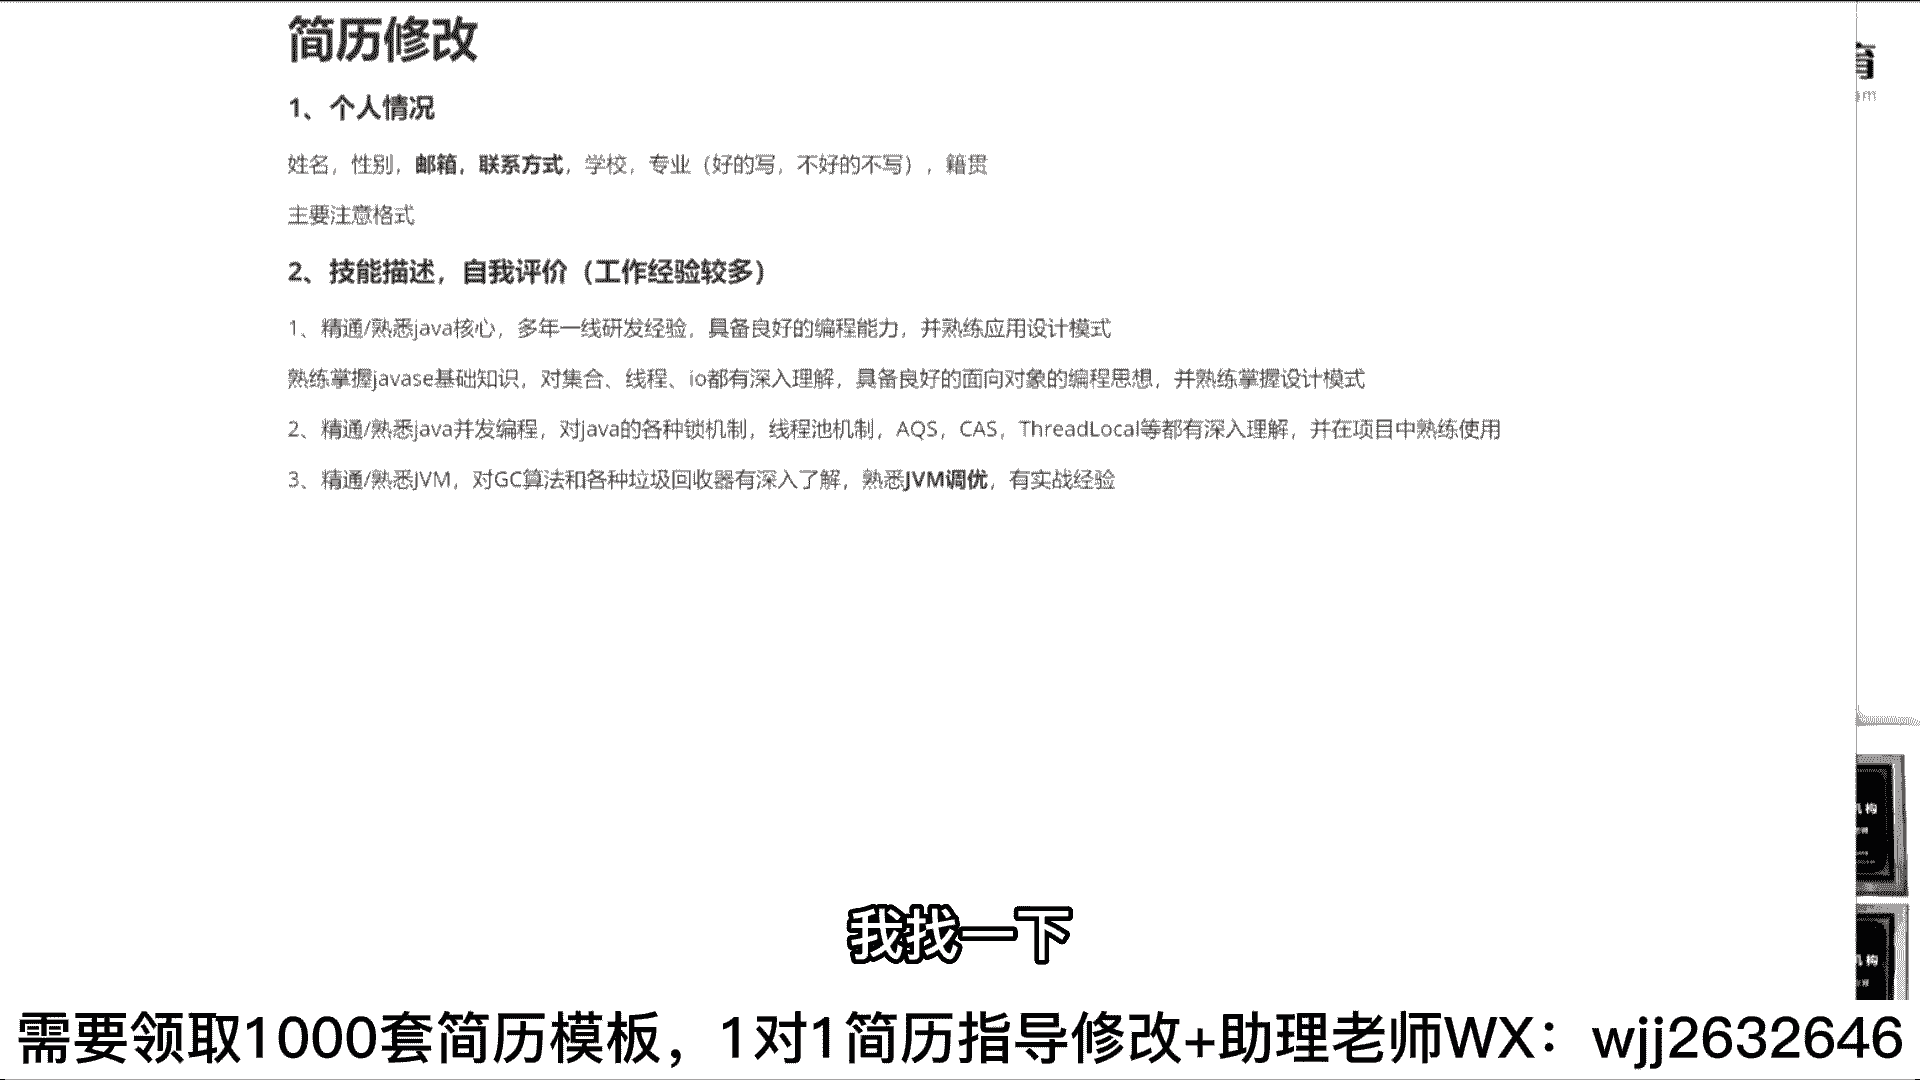 简历修改
1、个人情况
姓名，性别，邮箱，联系方式，学校，专业（好的写，不好的不写），籍贯
主要注意格式
2、技能描述，自我评价（工作经验较多）
1、精通/熟悉java核心，多年一线研发经验，具备良好的编程能力，并熟练应用设计模式
熟练掌握javase基础知识，对集合、线程、io都有深入理解，具备良好的面向对象的编程思想，并熟练掌握设计模式
2、精通/熟悉java并发编程，对java的各种锁机制，线程池机制，AQS，CAS，ThreadLocal等都有深入理解，并在项目中熟练使用
3、精通/熟悉JVM，对GC算法和各种垃圾回收器有深入了解，熟悉JVM调优，有实战经验
育
机构
机构
我找一下
需要领取1000套简历模板，1对1简历指导修改+助理老师WX：wjj2632646